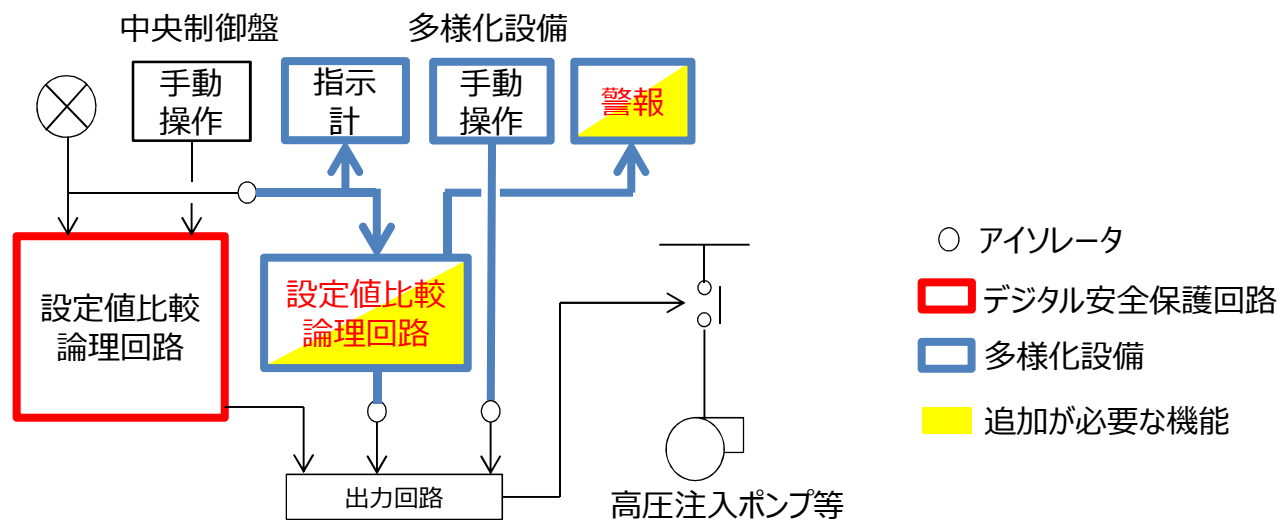 中央制御盤
多様化設備
手動
操作
指示
計
手動
操作
警報
設定値比較
論理回路
設定値比較
論理回路
出力回路
高圧注入ポンプ等
アイソレータ
デジタル安全保護回路
多様化設備
追加が必要な機能